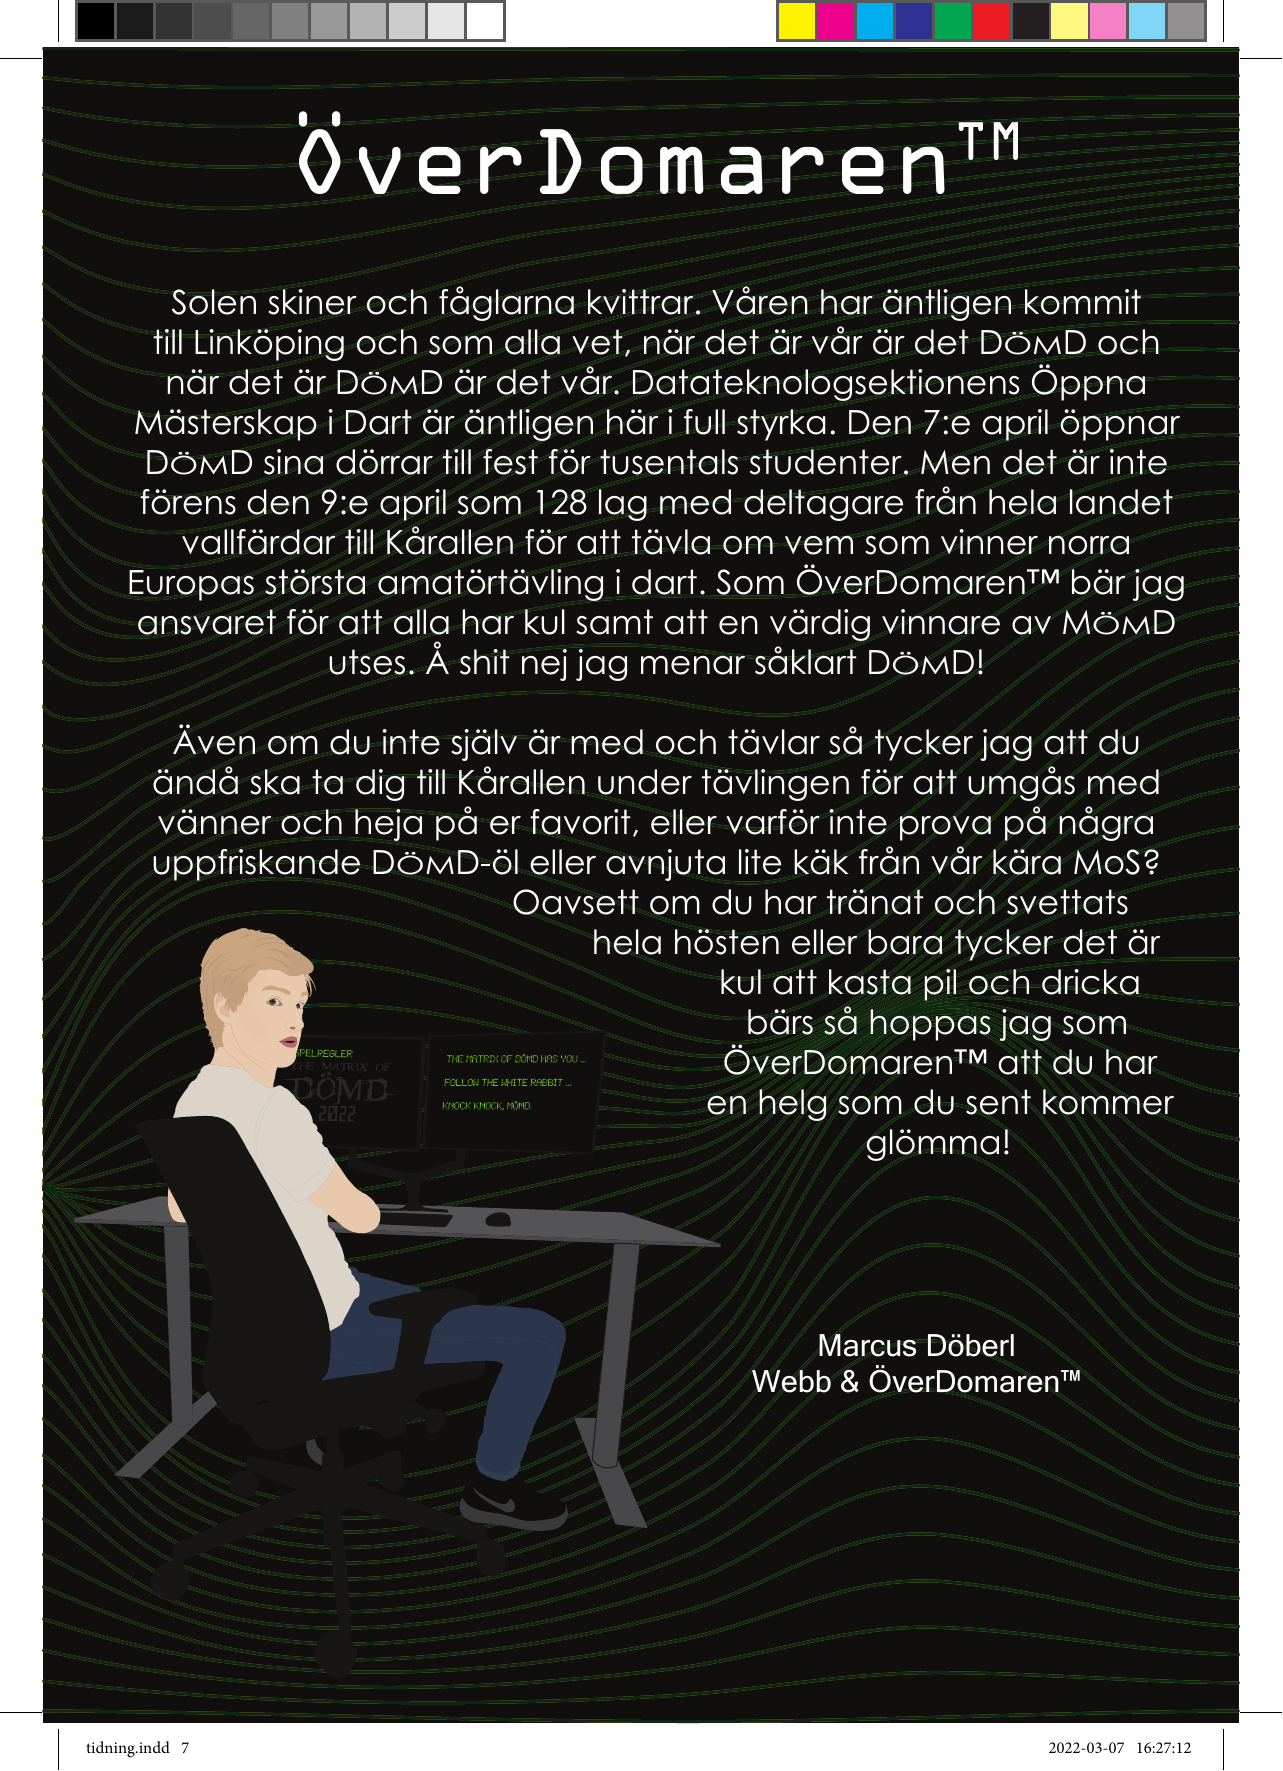 ÖverDomaren™
Solen skiner och fåglarna kvittrar. Våren har äntligen kommit
till Linköping och som alla vet, när det är vår är det DÖMD och
när det är DÖMD är det vår. Datateknologsektionens Öppna
Mästerskap i Dart är äntligen här i full styrka. Den 7:e april öppnar
DÖMD sina dörrar till fest för tusentals studenter. Men det är inte
förens den 9:e april som 128 lag med deltagare från hela landet
vallfärdar till Kårallen för att tävla om vem som vinner norra
Europas största amatörtävling i dart. Som ÖverDomaren™ bär jag
ansvaret för att alla har kul samt att en värdig vinnare av MÖMD
utses. Å shit nej jag menar såklart DÖMD!
Även om du inte själv är med och tävlar så tycker jag att du
ändå ska ta dig till Kårallen under tävlingen för att umgås med
vänner och heja på er favorit, eller varför inte prova på några
uppfriskande DÖMD-öl eller avnjuta lite käk från vår kära MoS?
Oavsett om du har tränat och svettats
hela hösten eller bara tycker det är
kul att kasta pil och dricka
bärs så hoppas jag som
ÖverDomaren™ att du har
en helg som du sent kommer
glömma!
SPELREGLER
THE MATRIX OF
DÖMD
2022
THE MATRIX OF DÖMD HAS YOU ...
FOLLOW THE WHITE RABBIT ...
KNOCK KNOCK, MÖMD.
Marcus Döberl
Webb & ÖverDomaren™
tidning.indd 7
2022-03-07 16:27:12